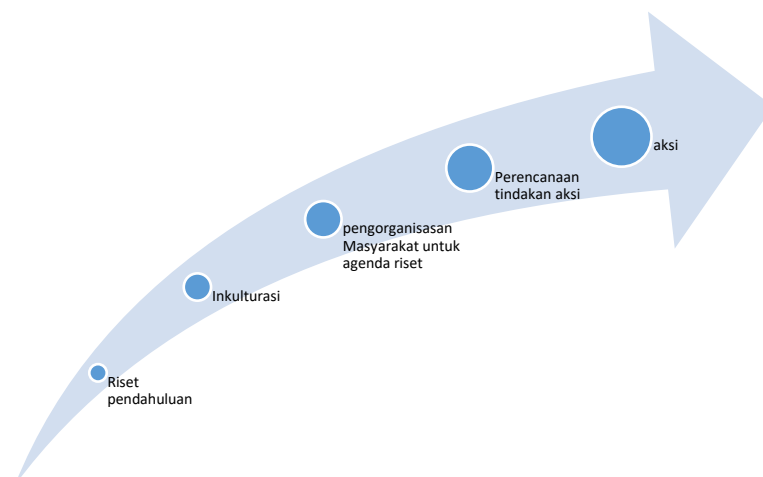 Riset
pendahuluan
Inkulturasi
pengorganisasan
Masyarakat untuk
agenda riset
Perencanaan
tindakan aksi
aksi